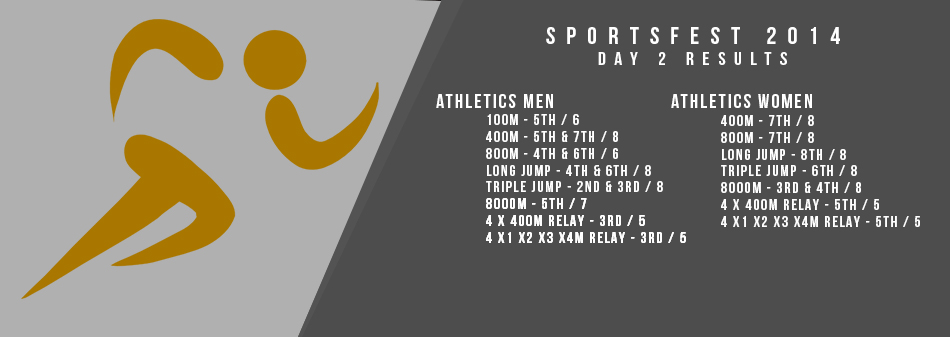 SPORTSFEST 2014
DAY 2 RESULTS
ATHLETICS MEN
100M - 5TH / 6
400M - 5TH & 7TH / 8
800M - 4TH & 6TH / 6
LONG JUMP - 4TH & 6TH / 8
TRIPLE JUMP - 2ND & 3RD / 8
8000M - 5TH / 7
4 X 400M RELAY - 3RD / 5
4 X1 X2 X3 X4M RELAY - 3RD / 5
ATHLETICS WOMEN
400M - 7TH / 8
800M - 7TH / 8
LONG JUMP - 8TH / 8
TRIPLE JUMP - 6TH / 8
8000M - 3RD & 4TH / 8
4 X 400M RELAY - 5TH / 5
4 X1 X2 X3 X4M RELAY - 5TH / 5